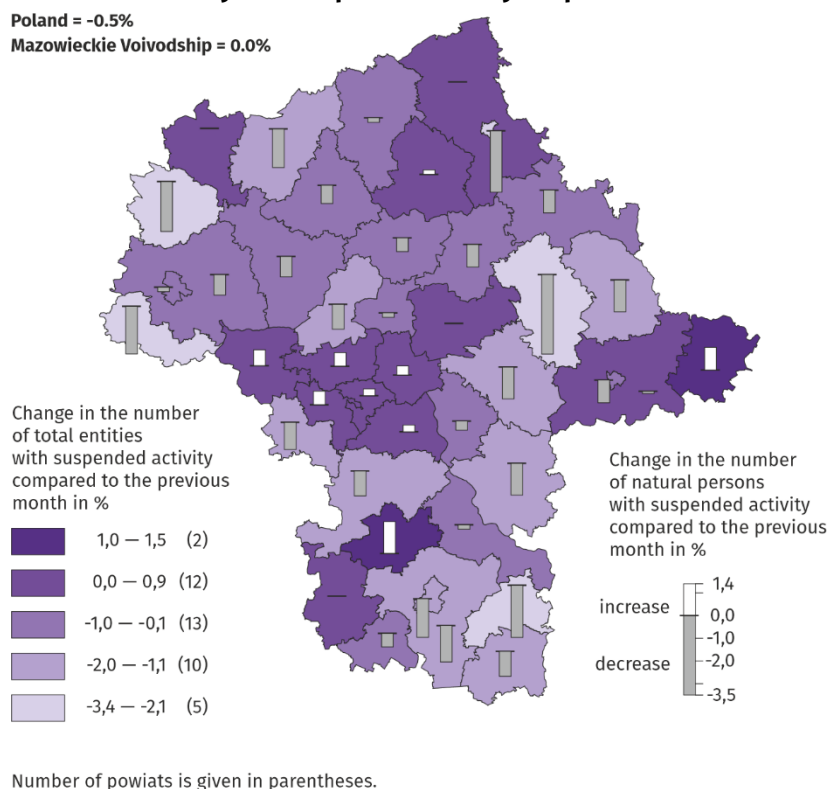 Poland = -0.5%
Mazowieckie Voivodship = 0.0%
Change in the number
of total entities
with suspended activity
compared to the previous
month in %
1,0 — 1,5 (2)
0,0 — 0,9 (12)
-1,0 — -0,1 (13)
-2,0 — -1,1 (10)
-3,4 — -2,1 (5)
Change in the number
of natural persons
with suspended activity
compared to the previous
month in %
increase
decrease
1,4
0,0
-1,0
-2,0
-3,5
Number of powiats is given in parentheses.